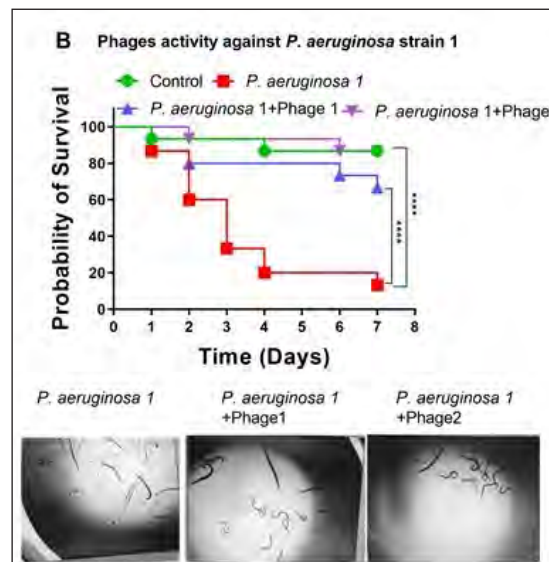 B Phages activity against P. aeruginosa strain 1
Control P. aeruginosa 1
P. aeruginosa 1+Phage 1 P. aeruginosa 1+Phage
100
80
60
40
20
0
Probability of Survival
0 1 2 3 4 5 6 7 8
Time (Days)
****
****
P. aeruginosa 1 P. aeruginosa 1 P. aeruginosa 1
+Phage1 +Phage2